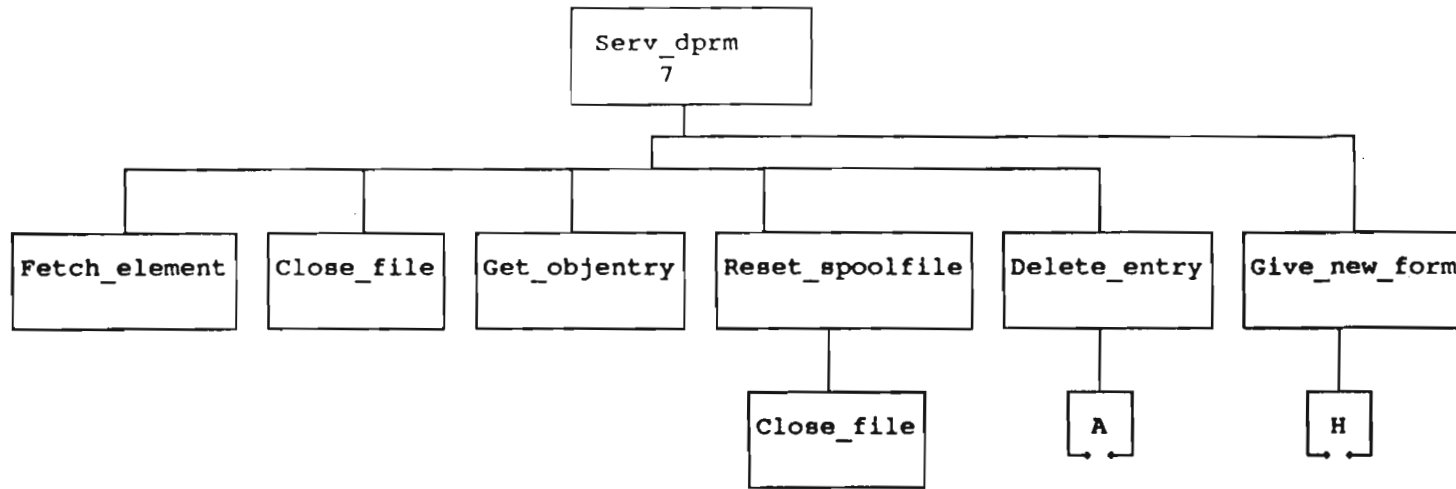 Serv_dprm
7
Fetch_element
Close_file
Get_objentry
Reset_spoolfile
Delete_entry
Give_new_form
Close_file
A
H